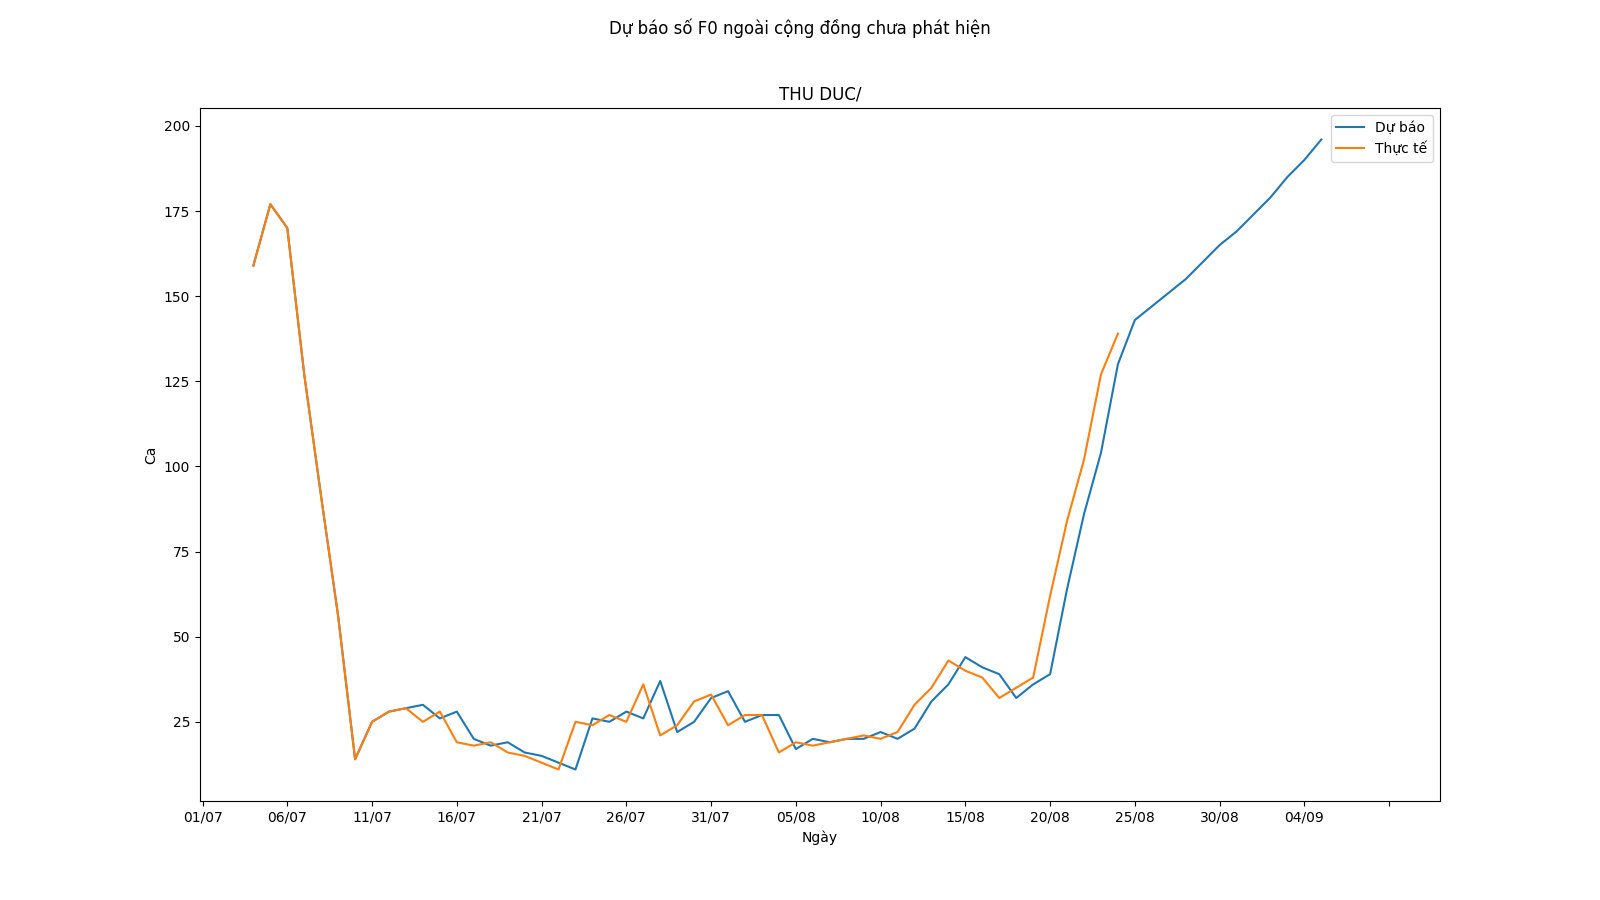 Dự báo số F0 ngoài cộng đồng chưa phát hiện
THU DUC/
Dự báo
Thực tế
200
175
150
125
100
75
50
25
Ca
01/07 06/07 11/07 16/07 21/07 26/07 31/07 05/08 10/08 15/08 20/08 25/08 30/08 04/09
Ngày